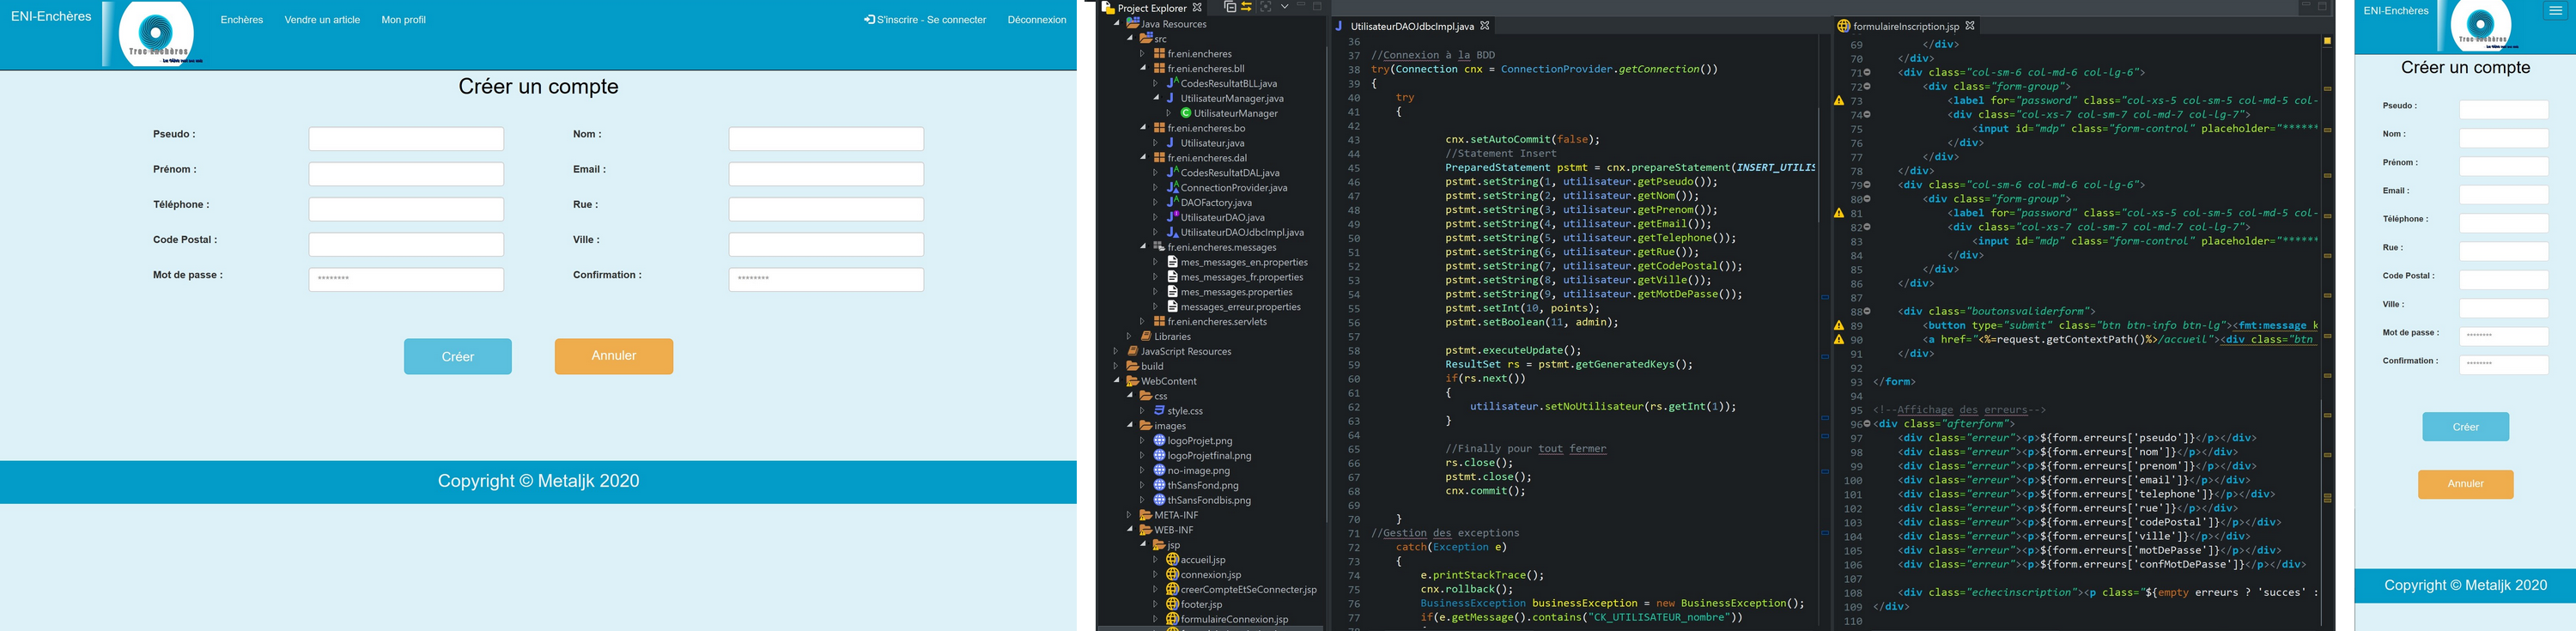 ENI-Enchères
Troc Enchères
Enchères
Vendre un article
Mon profil
S'inscrire - Se connecter
Déconnexion
Créer un compte
Pseudo :
Nom :
Prénom :
Email :
Téléphone :
Rue :
Code Postal :
Ville :
Mot de passe :
********
Confirmation :
********
Créer
Annuler
Copyright © Metaljk 2020
Project Explorer
Java Resources
src
fr.eni.encheres
fr.eni.encheres.bll
CodesResultatBLL.java
UtilisateurManager.java
UtilisateurManager
fr.eni.encheres.bo
Utilisateur.java
fr.eni.encheres.dal
CodesResultatDAL.java
ConnectionProvider.java
DAOFactory.java
UtilisateurDAO.java
UtilisateurDAOJdbcImpl.java
fr.eni.encheres.messages
mes_messages_en.properties
mes_messages_fr.properties
mes_messages.properties
messages_erreur.properties
fr.eni.encheres.servlets
Libraries
JavaScript Resources
build
WebContent
css
style.css
images
logoProjet.png
logoProjetfinal.png
no-image.png
thSansFond.png
thSansFondbis.png
META-INF
WEB-INF
jsp
accueil.jsp
connexion.jsp
creerCompteEtSeConnecter.jsp
footer.jsp
formulaireConnexion.jsp
UtilisateurDAOJdbcImpl.java
36
37 //Connexion à la BDD
38 try(Connection cnx = ConnectionProvider.getConnection())
39 {
40 try
41 {
42
43 cnx.setAutoCommit(false);
44 //Statement Insert
45 PreparedStatement pstmt = cnx.prepareStatement(INSERT_UTILIS
46 pstmt.setString(1, utilisateur.getPseudo());
47 pstmt.setString(2, utilisateur.getNom());
48 pstmt.setString(3, utilisateur.getPrenom());
49 pstmt.setString(4, utilisateur.getEmail());
50 pstmt.setString(5, utilisateur.getTelephone());
51 pstmt.setString(6, utilisateur.getRue());
52 pstmt.setString(7, utilisateur.getCodePostal());
53 pstmt.setString(8, utilisateur.getVille());
54 pstmt.setString(9, utilisateur.getMotDePasse());
55 pstmt.setInt(10, points);
56 pstmt.setBoolean(11, admin);
57
58 pstmt.executeUpdate();
59 ResultSet rs = pstmt.getGeneratedKeys();
60 if(rs.next())
61 {
62 utilisateur.setNoUtilisateur(rs.getInt(1));
63 }
64
65 //Finally pour tout fermer
66 rs.close();
67 pstmt.close();
68 cnx.commit();
69
70 }
71 //Gestion des exceptions
72 catch(Exception e)
73 {
74 e.printStackTrace();
75 cnx.rollback();
76 BusinessException businessException = new BusinessException();
77 if(e.getMessage().contains("CK_UTILISATEUR_nombre"))
formulaireInscription.jsp
69 </div>
70 </div>
71 <div class="col-sm-6 col-md-6 col-lg-6">
72 <div class="form-group">
73 <label for="password" class="col-xs-5 col-sm-5 col-md-5 col-
74 <div class="col-xs-7 col-sm-7 col-md-7 col-lg-7">
75 <input id="mdp" class="form-control" placeholder="******
76 </div>
77 </div>
78 </div>
79 <div class="col-sm-6 col-md-6 col-lg-6">
80 <div class="form-group">
81 <label for="password" class="col-xs-5 col-sm-5 col-md-5 col-
82 <div class="col-xs-7 col-sm-7 col-md-7 col-lg-7">
83 <input id="mdp" class="form-control" placeholder="******
84 </div>
85 </div>
86 </div>
87
88 <div class="boutonsvaliderform">
89 <button type="submit" class="btn btn-info btn-lg"><fmt:message k
90 <a href="<%=request.getContextPath()%>/accueil"><div class="btn
91 </div>
92
93 </form>
94
95 <!--Affichage des erreurs-->
96 <div class="afterform">
97 <div class="erreur"><p>${form.erreurs['pseudo']}</p></div>
98 <div class="erreur"><p>${form.erreurs['nom']}</p></div>
99 <div class="erreur"><p>${form.erreurs['prenom']}</p></div>
100 <div class="erreur"><p>${form.erreurs['email']}</p></div>
101 <div class="erreur"><p>${form.erreurs['telephone']}</p></div>
102 <div class="erreur"><p>${form.erreurs['rue']}</p></div>
103 <div class="erreur"><p>${form.erreurs['codePostal']}</p></div>
104 <div class="erreur"><p>${form.erreurs['ville']}</p></div>
105 <div class="erreur"><p>${form.erreurs['motDePasse']}</p></div>
106 <div class="erreur"><p>${form.erreurs['confMotDePasse']}</p></div>
107
108 <div class="echecinscription"><p class="${empty erreurs ? 'succes' :
109 </div>
110
ENI-Enchères
Troc Enchères
Créer un compte
Pseudo :
Nom :
Prénom :
Email :
Téléphone :
Rue :
Code Postal :
Ville :
Mot de passe :
********
Confirmation :
********
Créer
Annuler
Copyright © Metaljk 2020